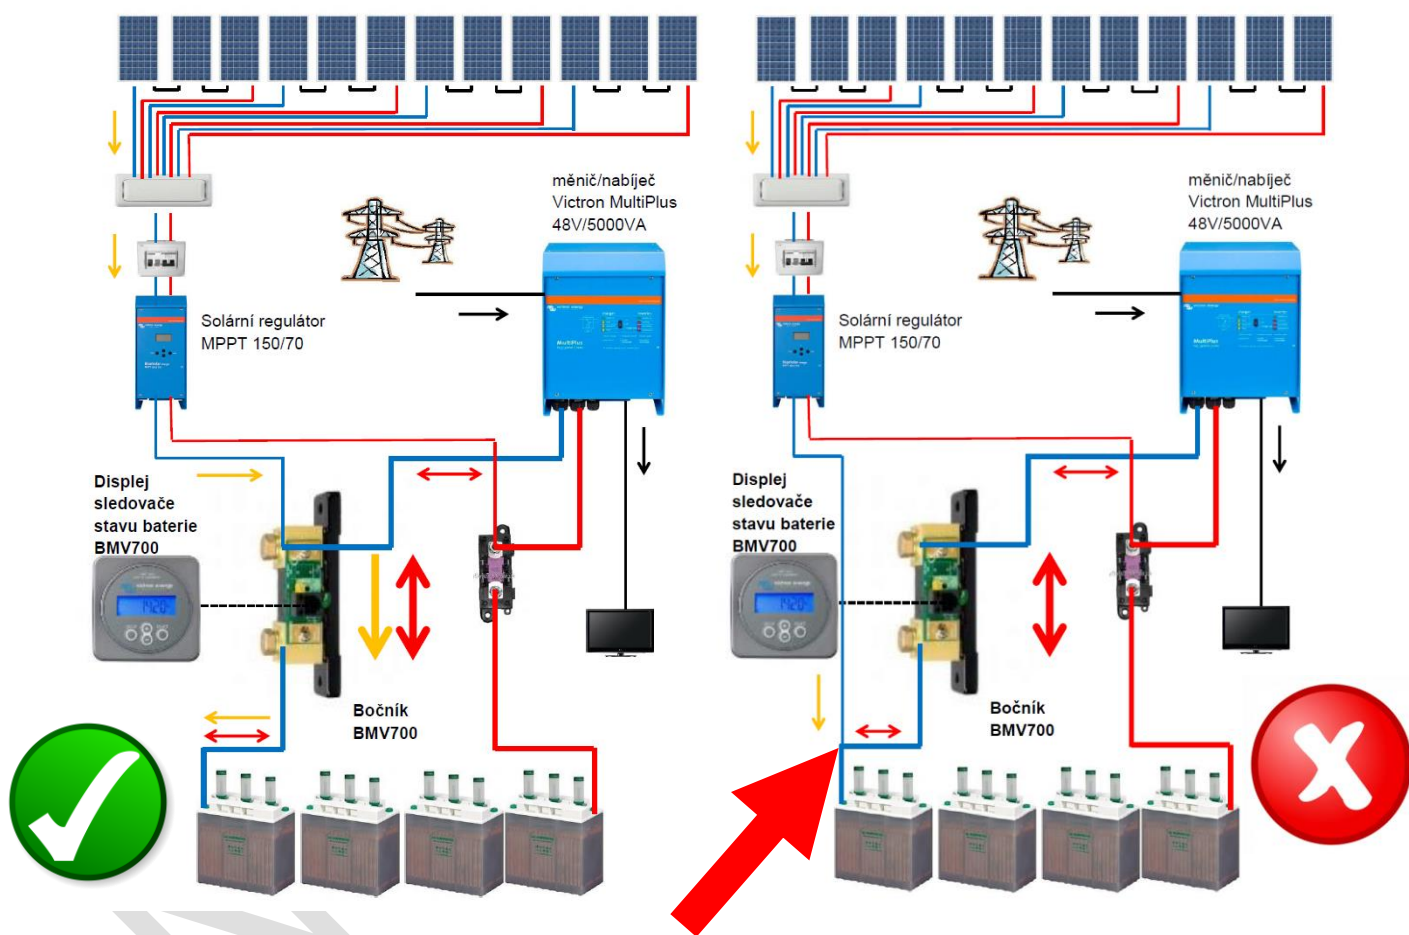 měnič/nabíječ
Victron MultiPlus
48V/5000VA
Solární regulátor
MPPT 150/70
Displej
sledovače
stavu baterie
BMV700
Bočník
BMV700
měnič/nabíječ
Victron MultiPlus
48V/5000VA
Solární regulátor
MPPT 150/70
Displej
sledovače
stavu baterie
BMV700
Bočník
BMV700